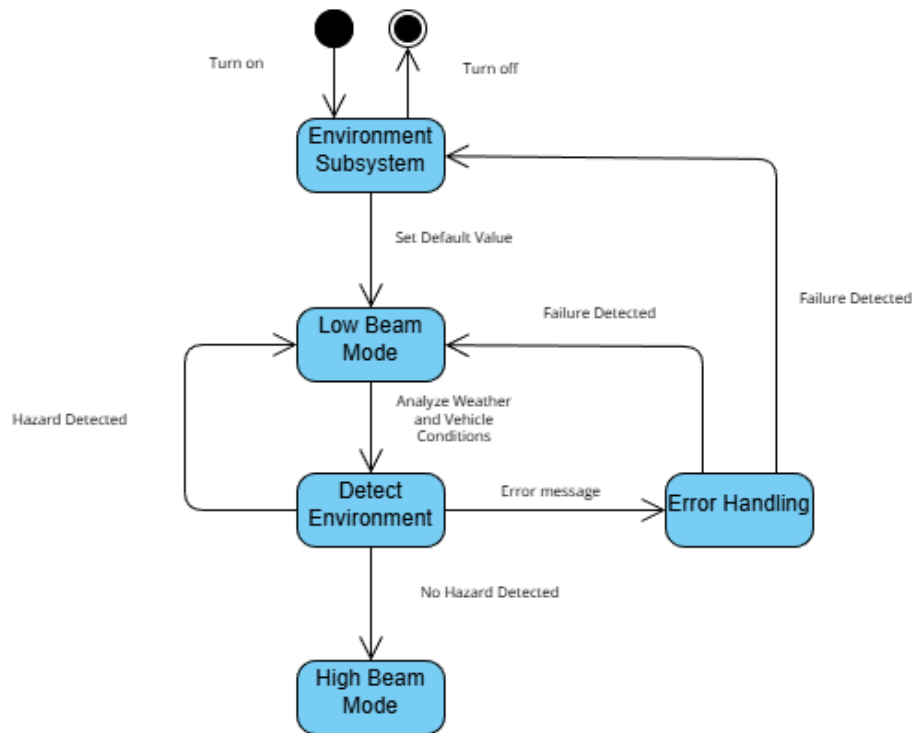 Turn on
Turn off
Environment
Subsystem
Set Default Value
Failure Detected
Failure Detected
Low Beam
Mode
Hazard Detected
Analyze Weather
and Vehicle
Conditions
Detect
Environment
Error message
Error Handling
No Hazard Detected
High Beam
Mode